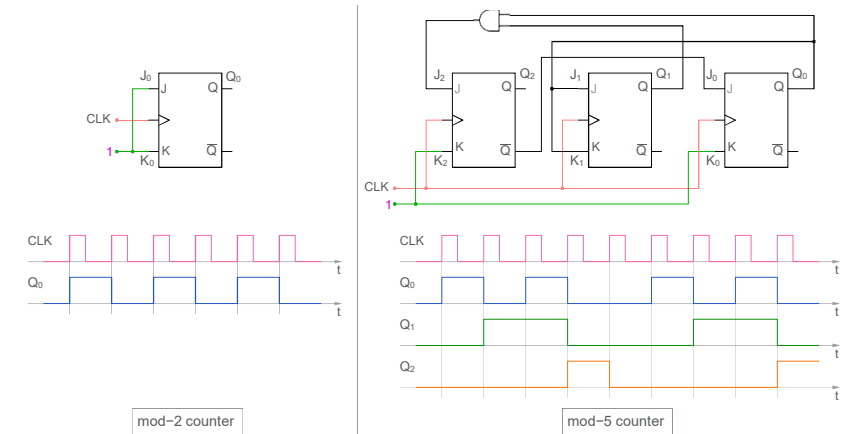 J₀
Q₀
J
Q
CLK
1
K
Q̅
K₀
CLK
t
Q₀
t
mod−2 counter
J₂
Q₂
J₁
Q₁
J₀
Q₀
J
Q
J
Q
J
Q
K
Q̅
K
Q̅
K
Q̅
K₂
K₁
K₀
CLK
1
CLK
t
Q₀
t
Q₁
t
Q₂
t
mod−5 counter